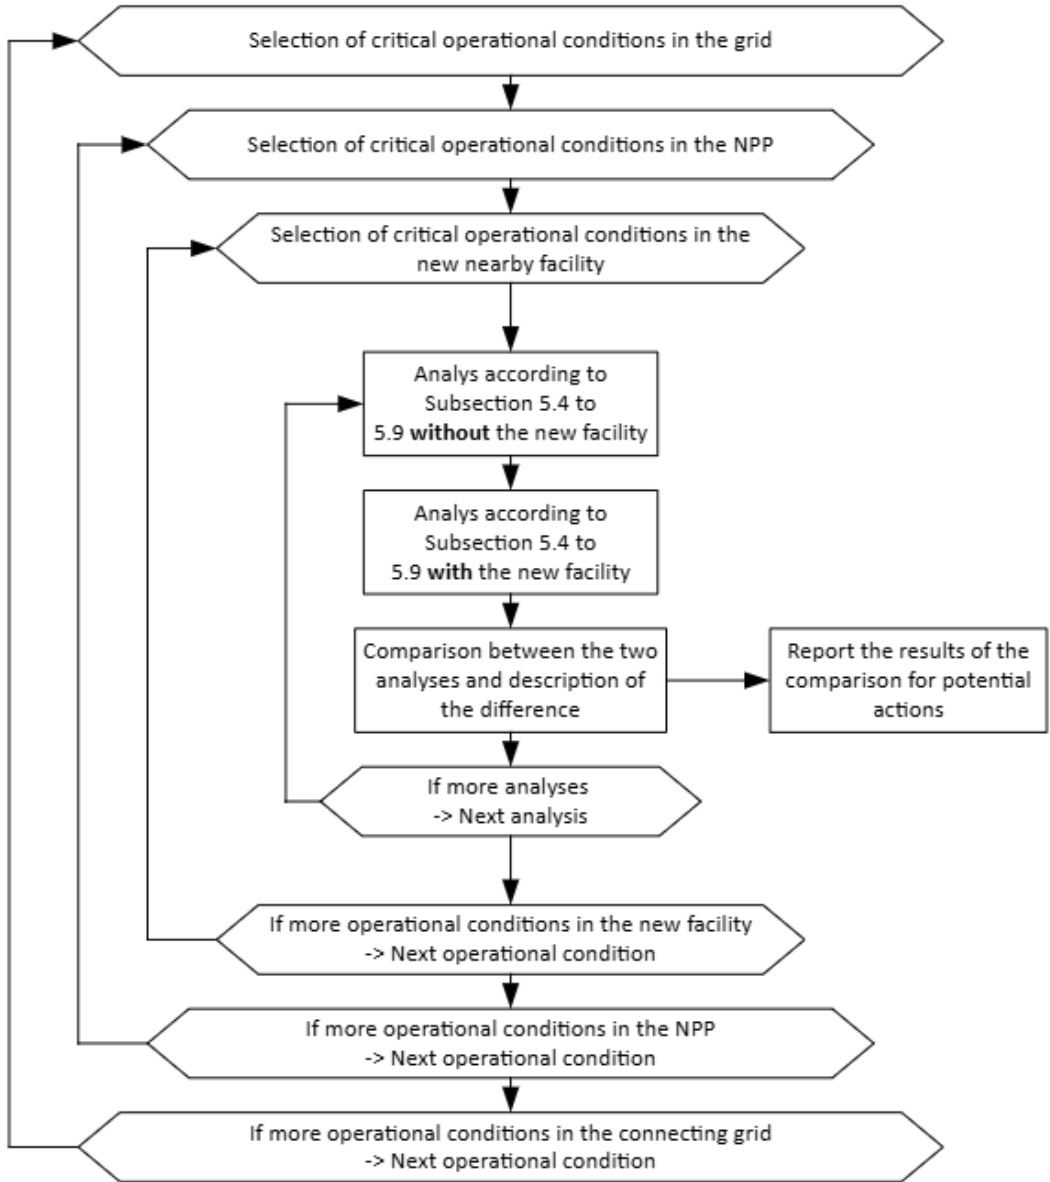 Selection of critical operational conditions in the grid
Selection of critical operational conditions in the NPP
Selection of critical operational conditions in the
new nearby facility
Analys according to
Subsection 5.4 to
5.9 without the new facility
Analys according to
Subsection 5.4 to
5.9 with the new facility
Comparison between the two
analyses and description of
the difference
Report the results of the
comparison for potential
actions
If more analyses
-> Next analysis
If more operational conditions in the new facility
-> Next operational condition
If more operational conditions in the NPP
-> Next operational condition
If more operational conditions in the connecting grid
-> Next operational condition